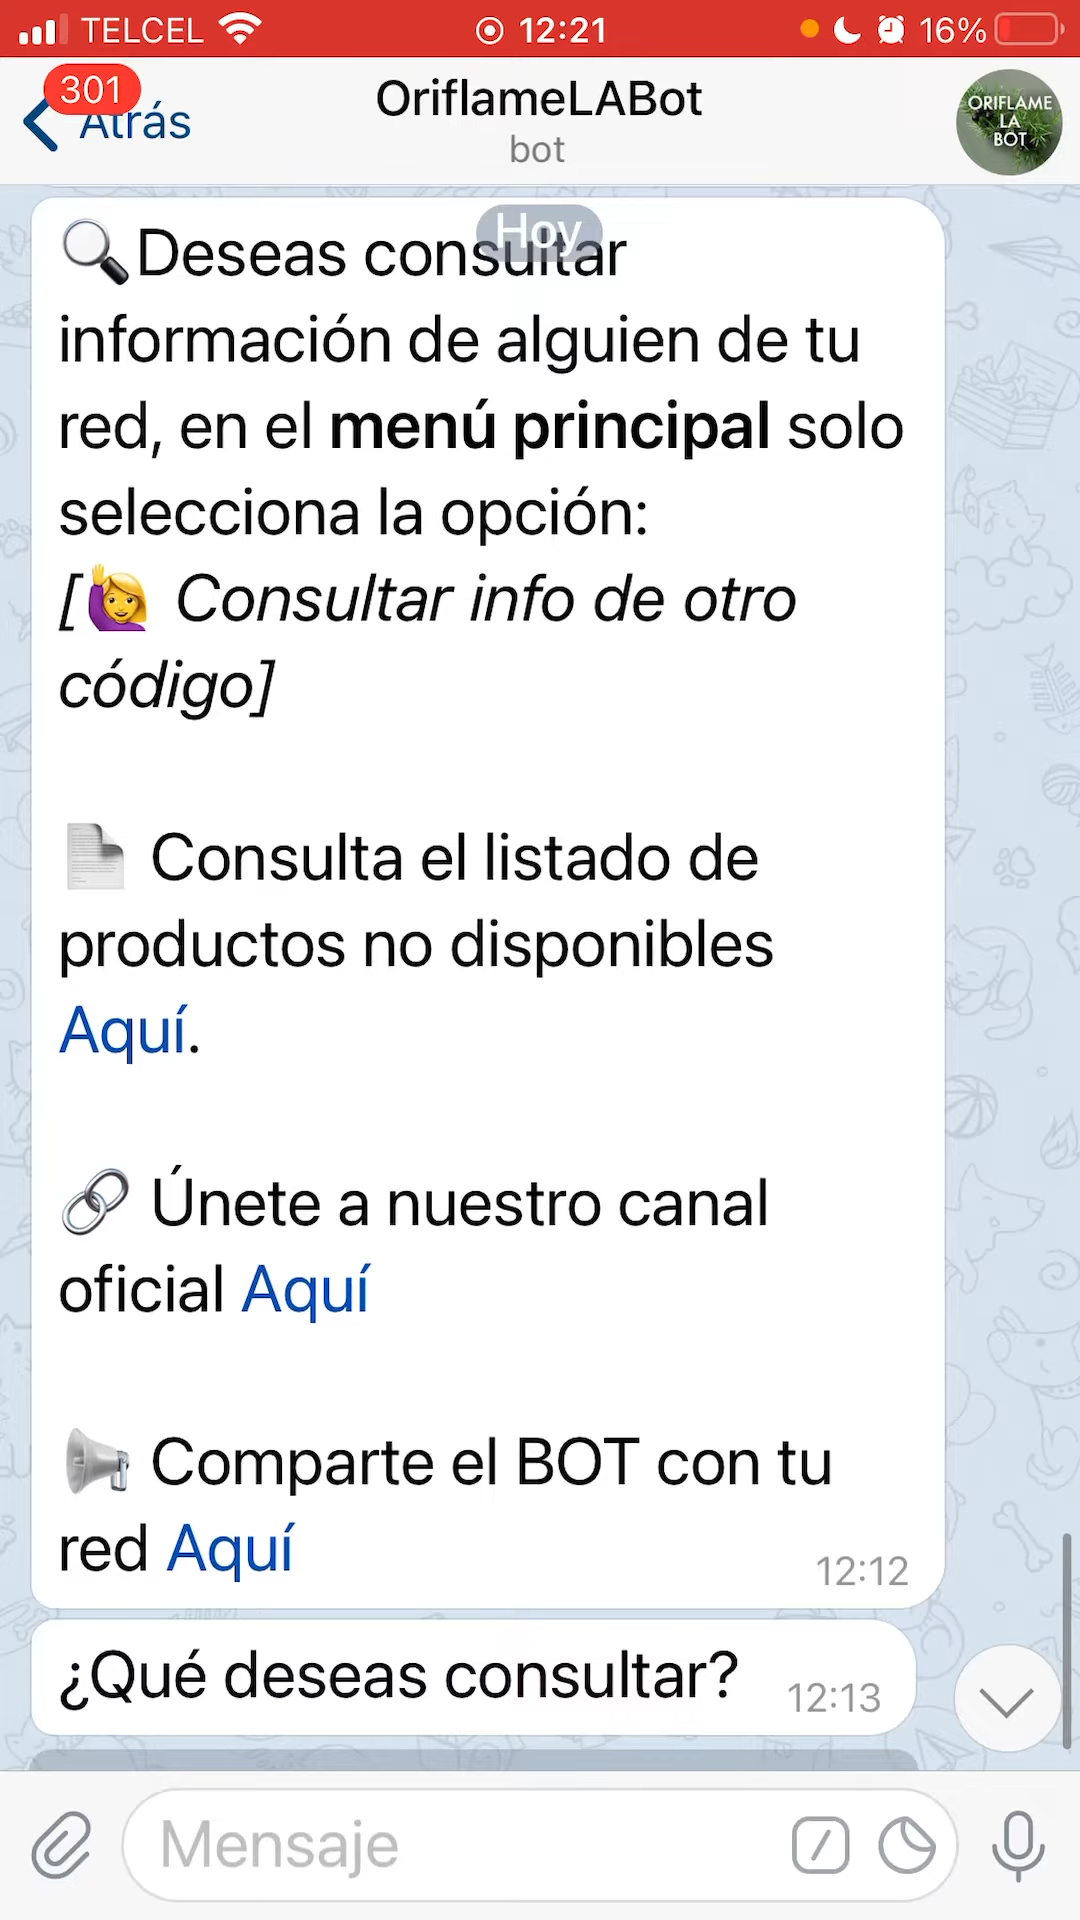 TELCEL 12:21 16%
301
Atrás
OriflameLABot
bot
ORIFLAME
LA
BOT
Hoy
Deseas consultar
información de alguien de tu
red, en el menú principal solo
selecciona la opción:
[🙋‍♀️ Consultar info de otro
código]
📄 Consulta el listado de
productos no disponibles
Aquí.
🔗 Únete a nuestro canal
oficial Aquí
📢 Comparte el BOT con tu
red Aquí
12:12
¿Qué deseas consultar? 12:13
Mensaje